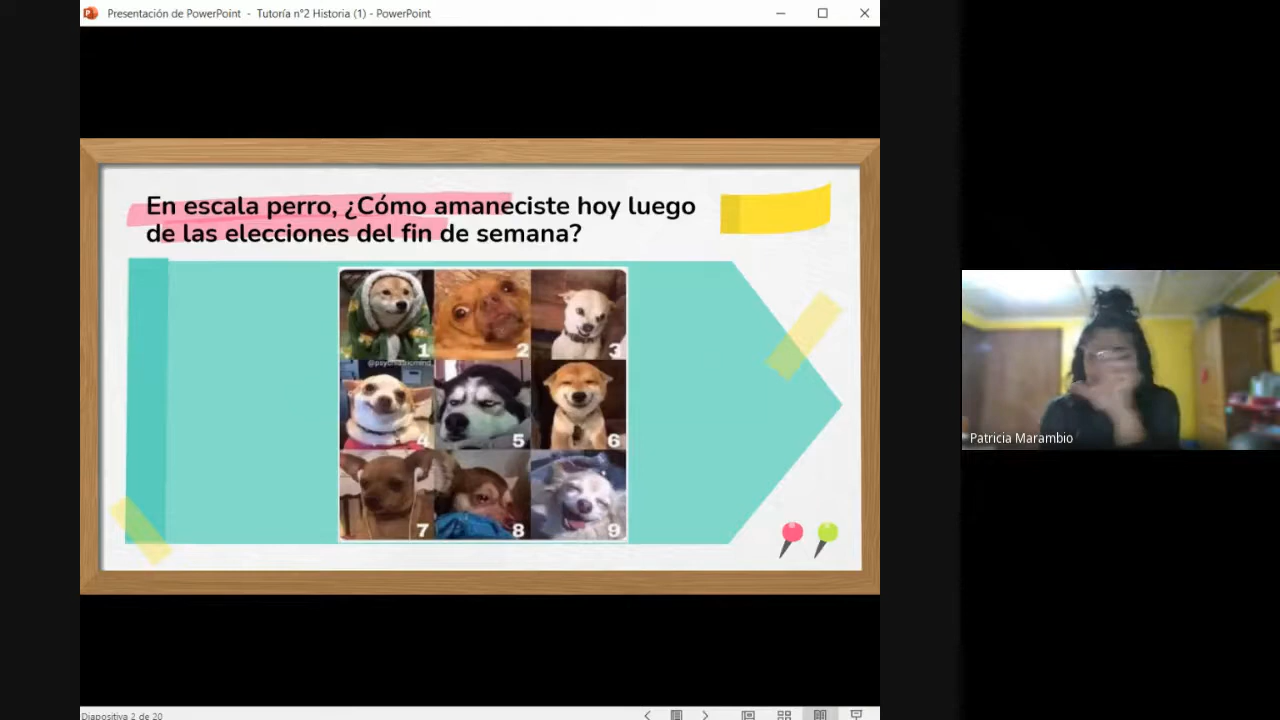 Presentación de PowerPoint - Tutoría n°2 Historia (1) - PowerPoint
En escala perro, ¿Cómo amaneciste hoy luego
de las elecciones del fin de semana?
1
2
3
4
5
6
7
8
9
Patricia Marambio
Diapositiva 2 de 20